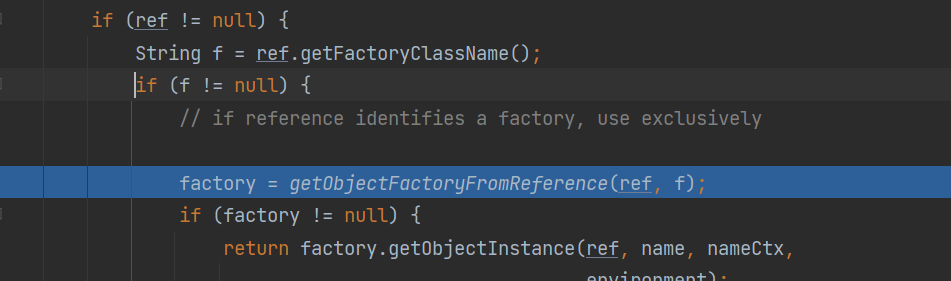 if (ref != null) {
String f = ref.getFactoryClassName();
if (f != null) {
// if reference identifies a factory, use exclusively
factory = getObjectFactoryFromReference(ref, f);
if (factory != null) {
return factory.getObjectInstance(ref, name, nameCtx,
environment);